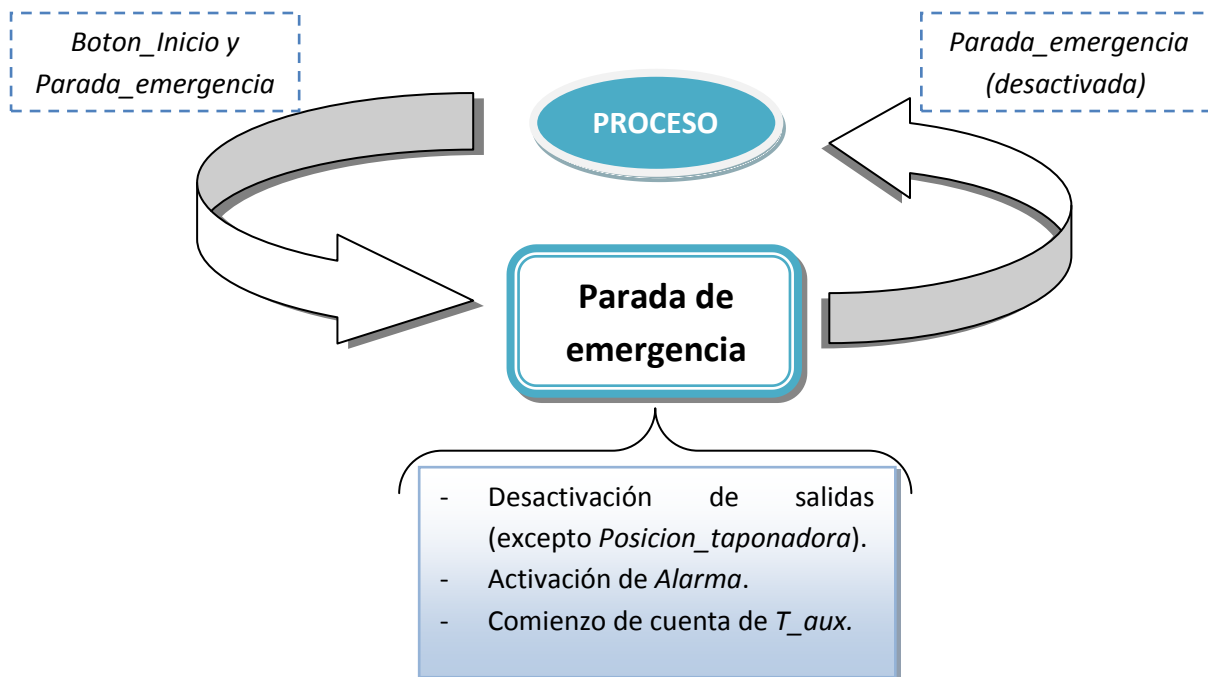 Boton_Inicio y
Parada_emergencia
Parada_emergencia
(desactivada)
PROCESO
Parada de
emergencia
- Desactivación de salidas
(excepto Posicion_taponadora).
- Activación de Alarma.
- Comienzo de cuenta de T_aux.